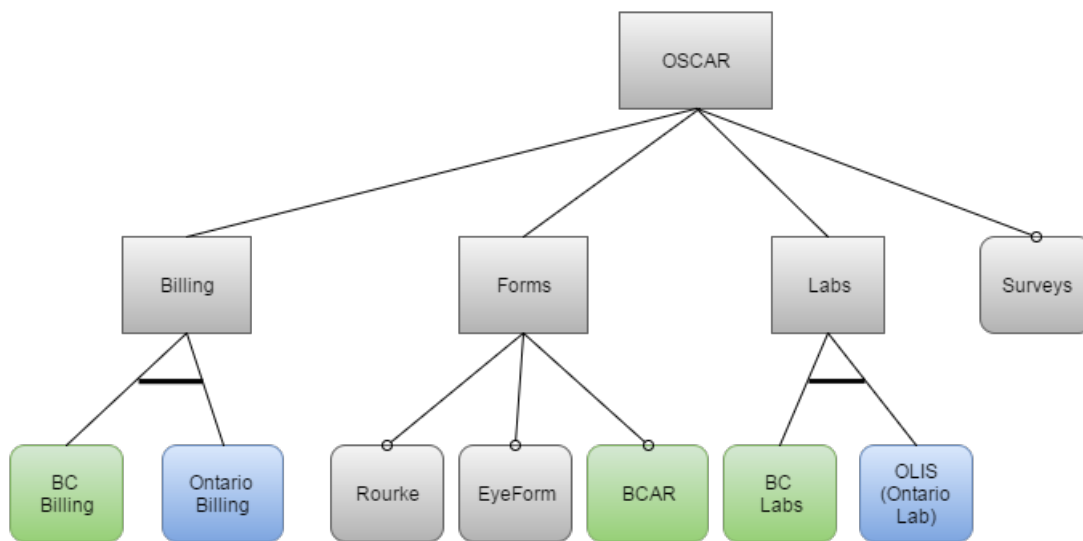 OSCAR
Billing
Forms
Labs
Surveys
BC
Billing
Ontario
Billing
Rourke
EyeForm
BCAR
BC
Labs
OLIS
(Ontario
Lab)